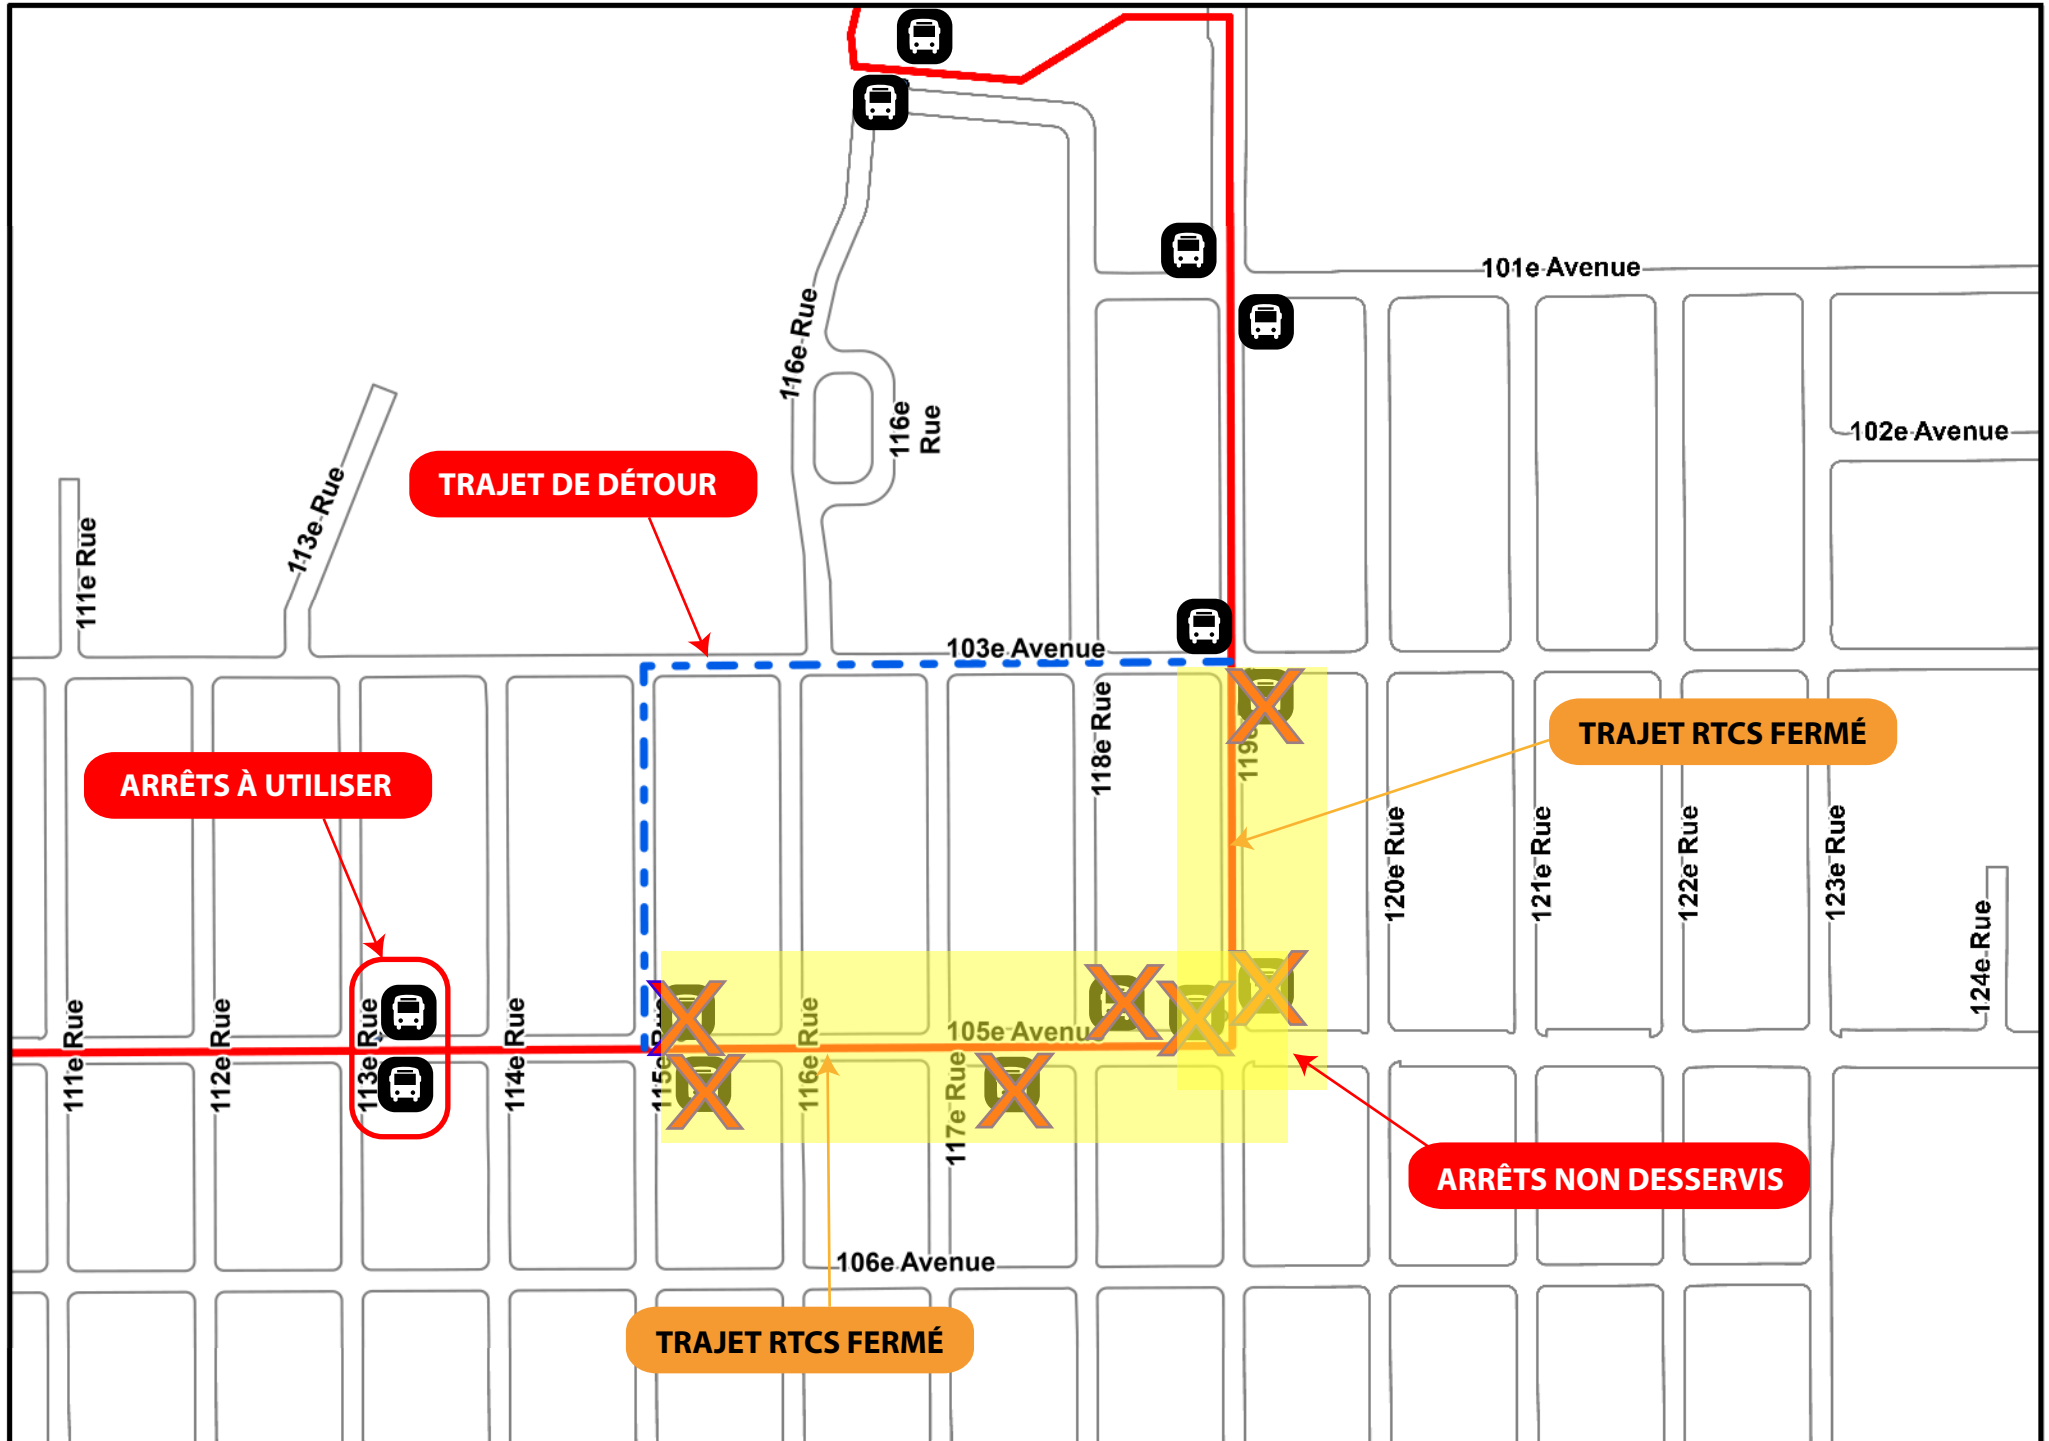 101e Avenue
116e Rue
116e
Rue
102e Avenue
TRAJET DE DÉTOUR
113e Rue
111e Rue
103e Avenue
118e Rue
TRAJET RTCS FERMÉ
ARRÊTS À UTILISER
120e Rue
121e Rue
122e Rue
123e Rue
124e Rue
105e Avenu
111e Rue
112e Rue
113e Rue
114e Rue
116e Rue
117e Rue
ARRÊTS NON DESSERVIS
106e Avenue
TRAJET RTCS FERMÉ